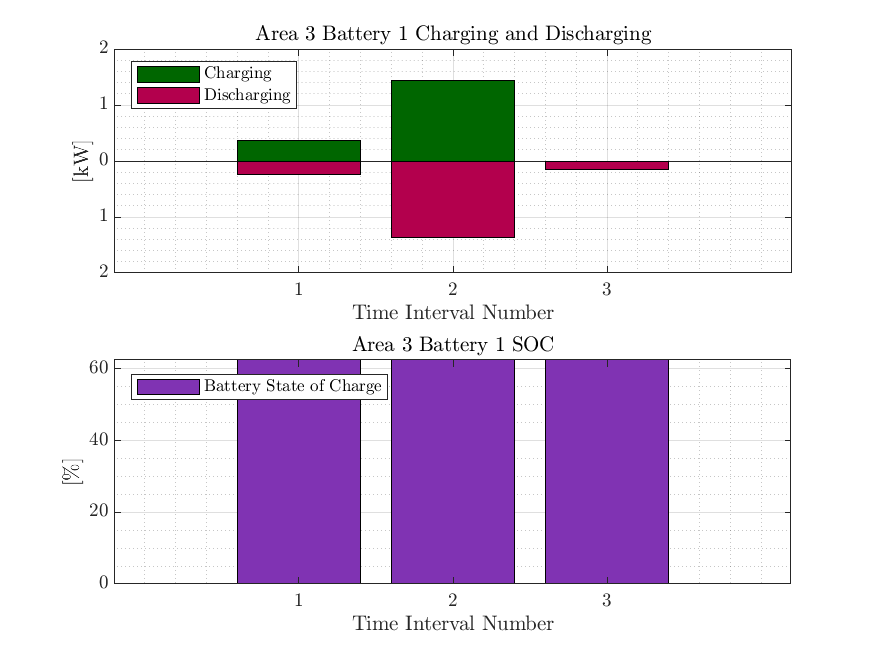 Area 3 Battery 1 Charging and Discharging
2
Charging
1
Discharging
[kW]
0
1
2
1 2 3
Time Interval Number
Area 3 Battery 1 SOC
60
Battery State of Charge
40
[%]
20
0
1 2 3
Time Interval Number